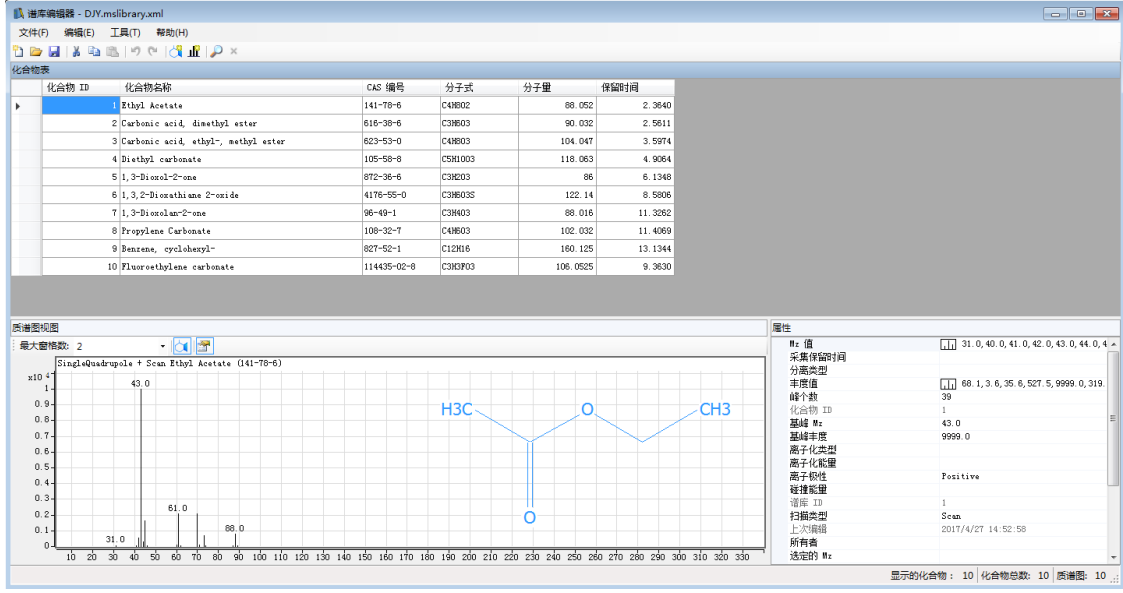 谱库编辑器 - DJY.mslibrary.xml
文件(F) 编辑(E) 工具(T) 帮助(H)
化合物表
化合物 ID 化合物名称 CAS 编号 分子式 分子量 保留时间
1 Ethyl Acetate 141-78-6 C4H8O2 88.052 2.3640
2 Carbonic acid, dimethyl ester 616-38-6 C3H6O3 90.032 2.5611
3 Carbonic acid, ethyl-, methyl ester 623-53-0 C4H8O3 104.047 3.5974
4 Diethyl carbonate 105-58-8 C5H10O3 118.063 4.9064
5 1,3-Dioxol-2-one 872-36-6 C3H2O3 86 6.1348
6 1,3,2-Dioxathiane 2-oxide 4176-55-0 C3H6O3S 122.14 8.5806
7 1,3-Dioxolan-2-one 96-49-1 C3H4O3 88.016 11.3262
8 Propylene Carbonate 108-32-7 C4H6O3 102.032 11.4069
9 Benzene, cyclohexyl- 827-52-1 C12H16 160.125 13.1344
10 Fluoroethylene carbonate 114435-02-8 C3H3FO3 106.0525 9.3630
质谱图视图
最大窗格数: 2
SingleQuadrupole + Scan Ethyl Acetate (141-78-6)
x10 4
1
0.9
0.8
0.7
0.6
0.5
0.4
0.3
0.2
0.1
0
43.0
61.0
88.0
31.0
H3C O CH3
O
10 20 30 40 50 60 70 80 90 100 110 120 130 140 150 160 170 180 190 200 210 220 230 240 250 260 270 280 290 300 310 320 330
属性
Mz 值 31.0,40.0,41.0,42.0,43.0,44.0,4
采集保留时间
分离类型
丰度值 68.1,3.6,35.6,527.5,9999.0,319.
峰个数 39
化合物 ID 1
基峰 Mz 43.0
基峰丰度 9999.0
离子化类型
离子化能量
离子极性 Positive
碰撞能量
谱库 ID 1
扫描类型 Scan
上次编辑 2017/4/27 14:52:58
所有者
选定的 Mz
显示的化合物: 10 化合物总数: 10 质谱图: 10